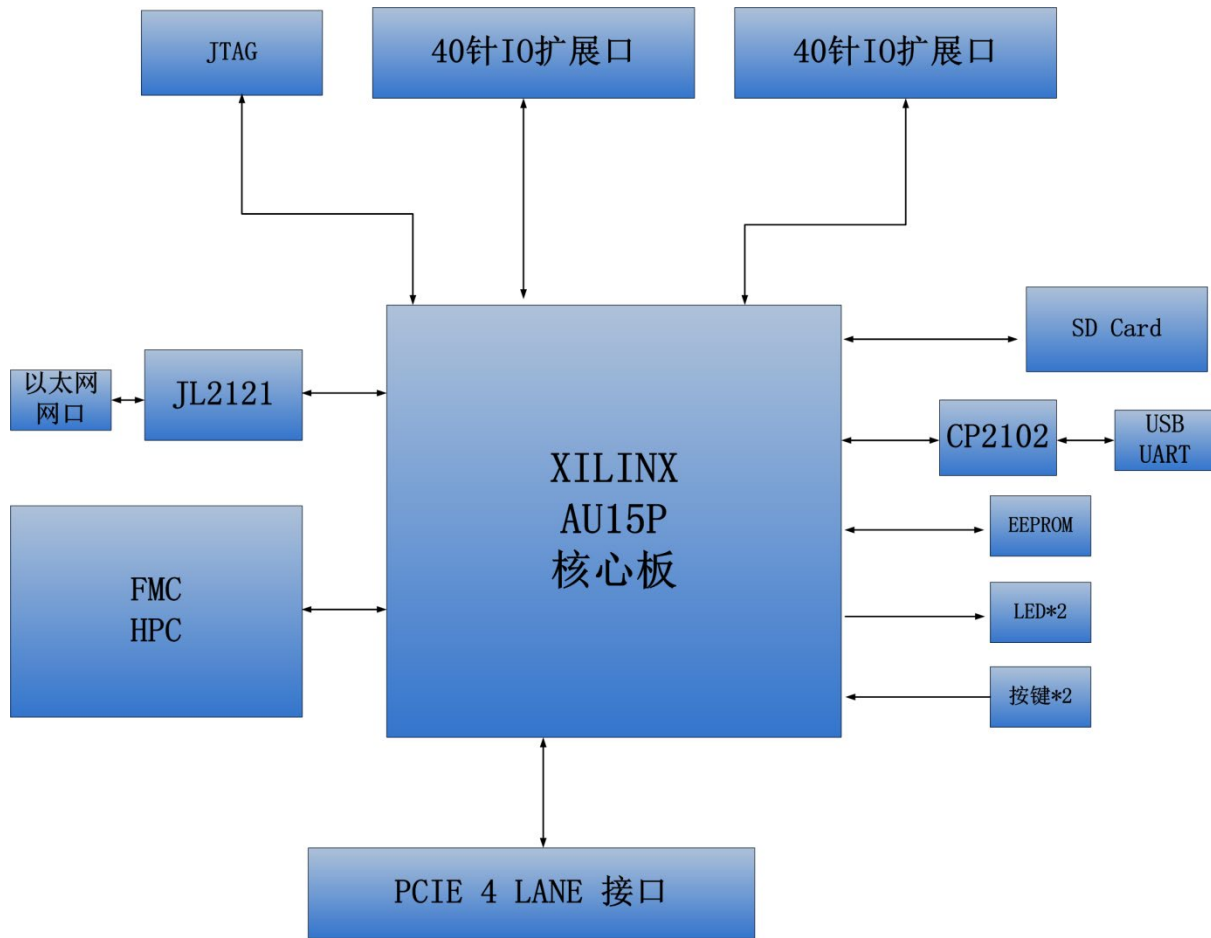 JTAG
40针IO扩展口
40针IO扩展口
SD Card
以太网
网口
JL2121
CP2102
USB
UART
XILINX
AU15P
核心板
EEPROM
FMC
HPC
LED*2
按键*2
PCIE 4 LANE 接口